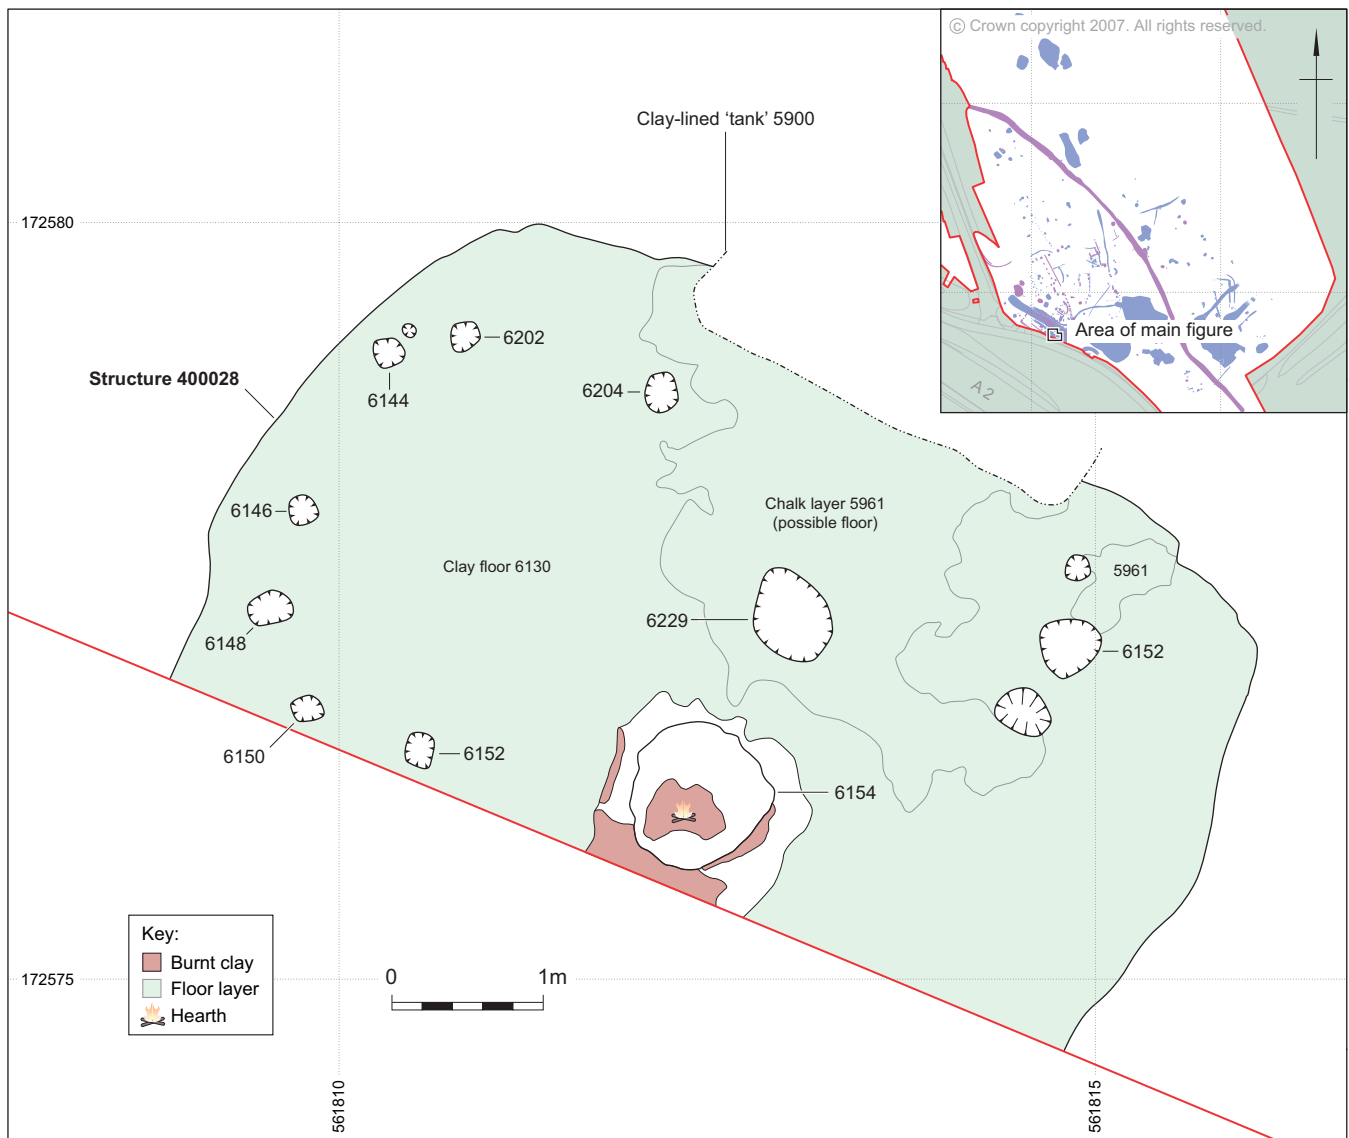 © Crown copyright 2007. All rights reserved.
Clay-lined ‘tank’ 5900
172580
Area of main figure
A2
6202
Structure 400028
6144
6204
6146
Chalk layer 5961
(possible floor)
Clay floor 6130
5961
6229
6148
6152
6150
6152
6154
Key:
Burnt clay
Floor layer
Hearth
172575
0
1m
561810
561815